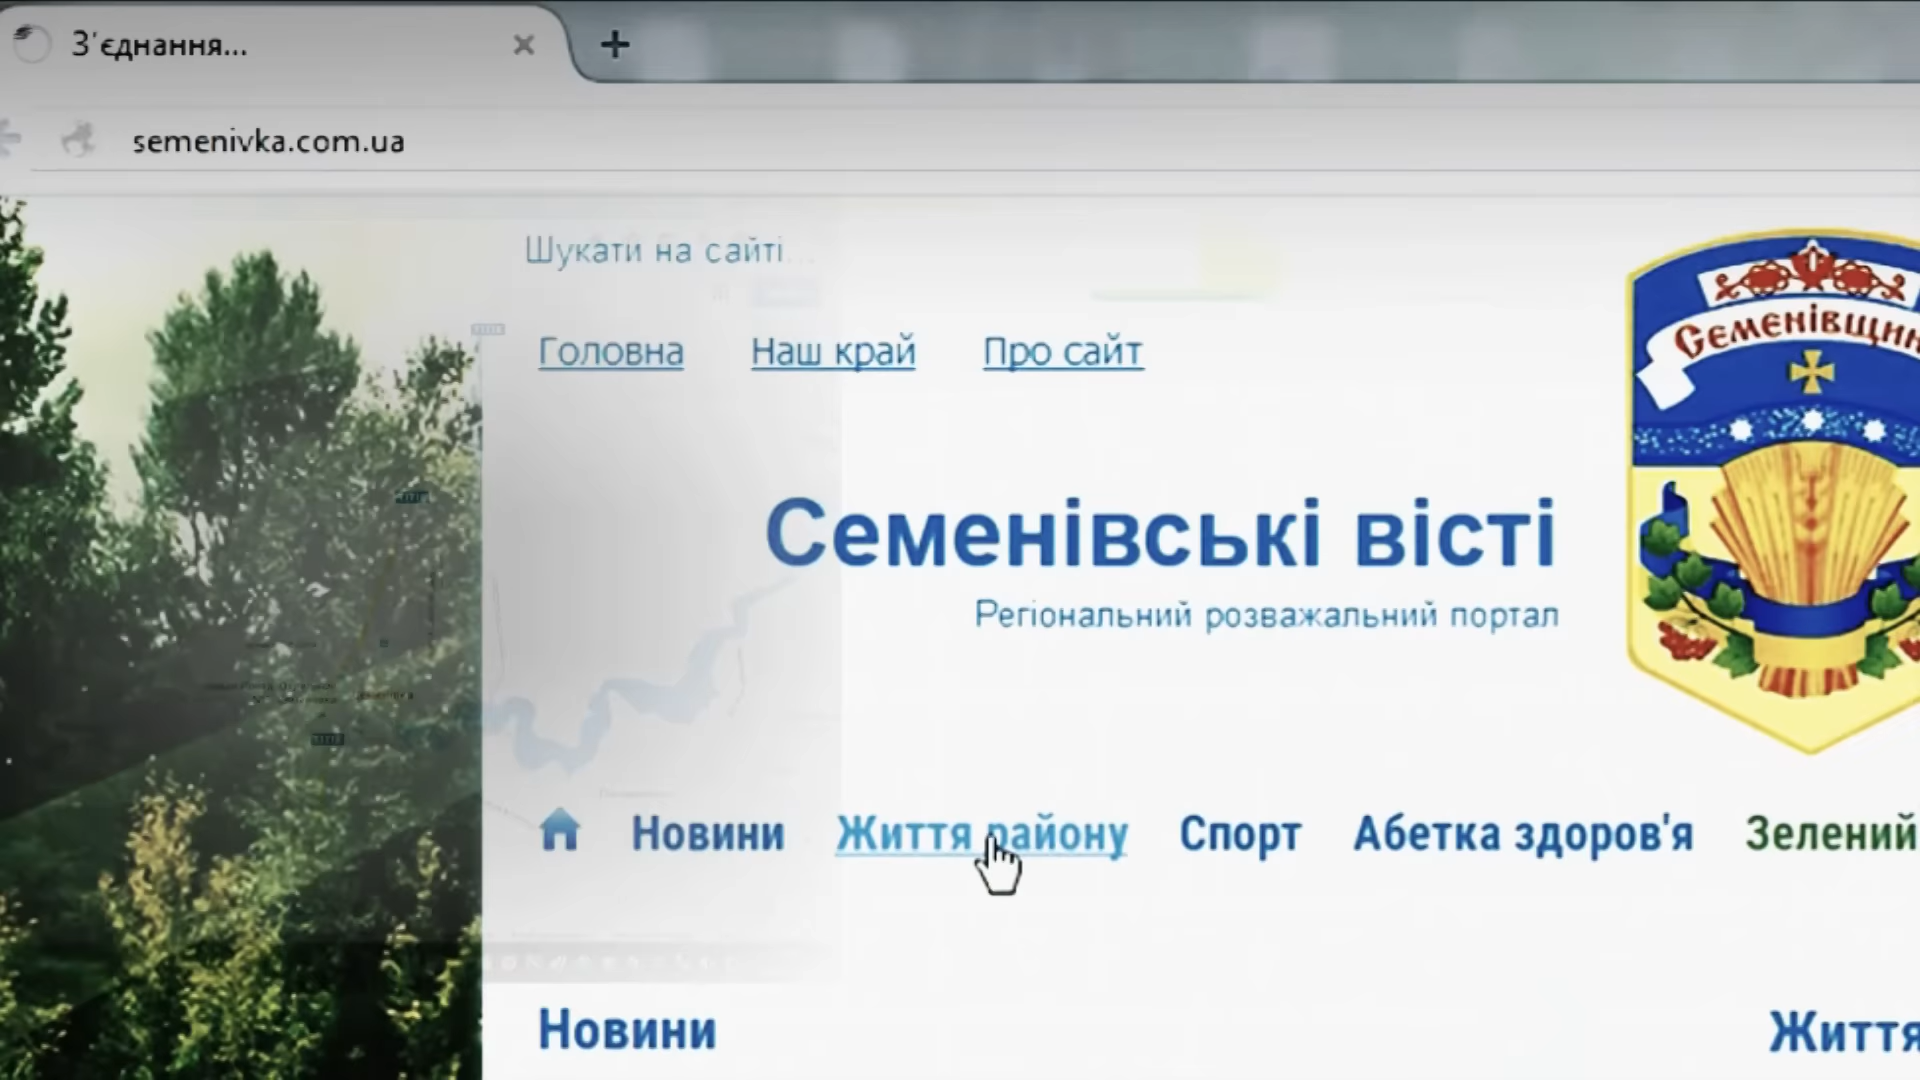 З'єднання...
semenivka.com.ua
Шукати на сайті...
Головна Наш край Про сайт
Семенівщин
Семенівські вісті
Регіональний розважальний портал
Новини Життя району Спорт Абетка здоров'я Зелений
Новини Життя